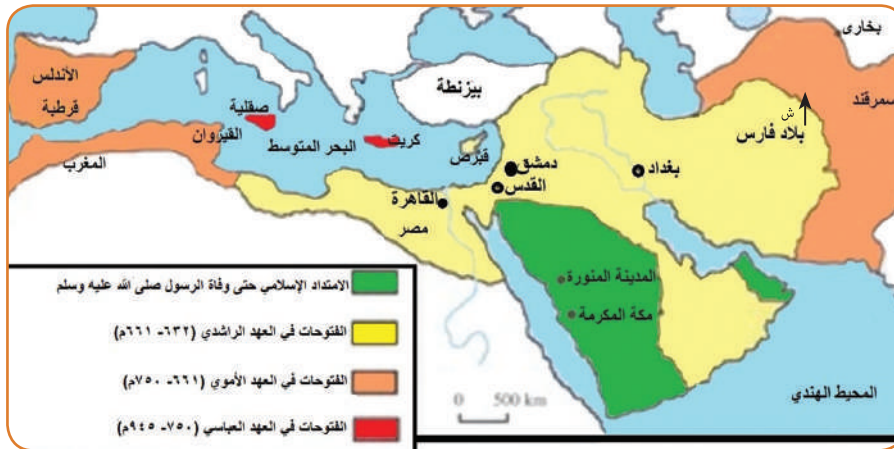 بخارى
سمرقند
ش
بلاد فارس
بيزنطة
الأندلس
قرطبة
صقلية
القيروان
البحر المتوسط
كريت
قبرص
المغرب
دمشق
القدس
بغداد
القاهرة
مصر
المدينة المنورة
مكة المكرمة
المحيط الهندي
0 500 km
الامتداد الإسلامي حتى وفاة الرسول صلى الله عليه وسلم
الفتوحات في العهد الراشدي (٦٣٢- ٦٦١م)
الفتوحات في العهد الأموي (٦٦١- ٧٥٠م)
الفتوحات في العهد العباسي (٧٥٠- ٩٤٥م)